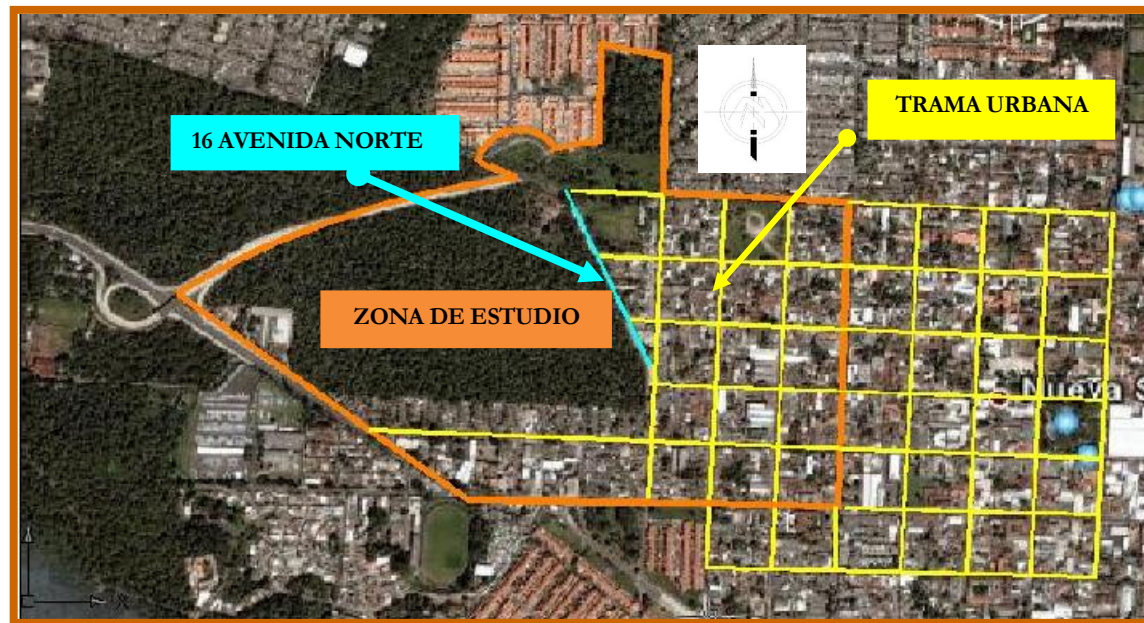 TRAMA URBANA
16 AVENIDA NORTE
ZONA DE ESTUDIO
Nueva S
X